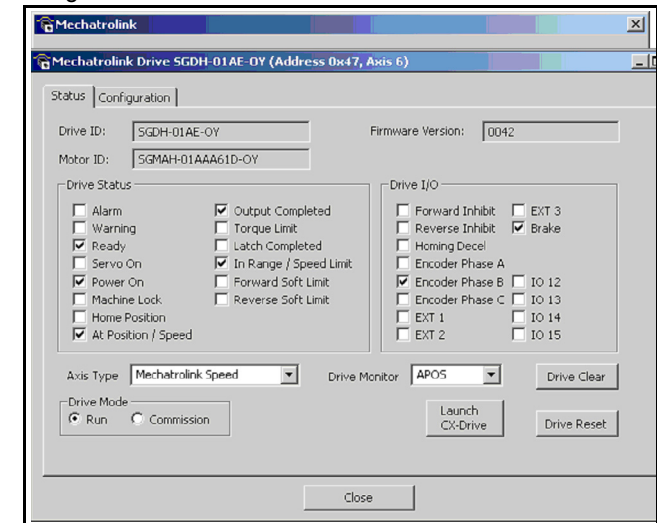 Mechatrolink
Mechatrolink Drive SGDH-01AE-OY (Address 0x47, Axis 6)
Status Configuration
Drive ID: SGDH-01AE-OY Firmware Version: 0042
Motor ID: SGMAH-01AAA61D-OY
Drive Status Drive I/O
Alarm Output Completed Forward Inhibit EXT 3
Warning Torque Limit Reverse Inhibit Brake
Ready Latch Completed Homing Decel
Servo On In Range / Speed Limit Encoder Phase A
Power On Forward Soft Limit Encoder Phase B IO 12
Machine Lock Reverse Soft Limit Encoder Phase C IO 13
Home Position EXT 1 IO 14
At Position / Speed EXT 2 IO 15
Axis Type Mechatrolink Speed Drive Monitor APOS Drive Clear
Drive Mode
Run Commission Launch
CX-Drive Drive Reset
Close